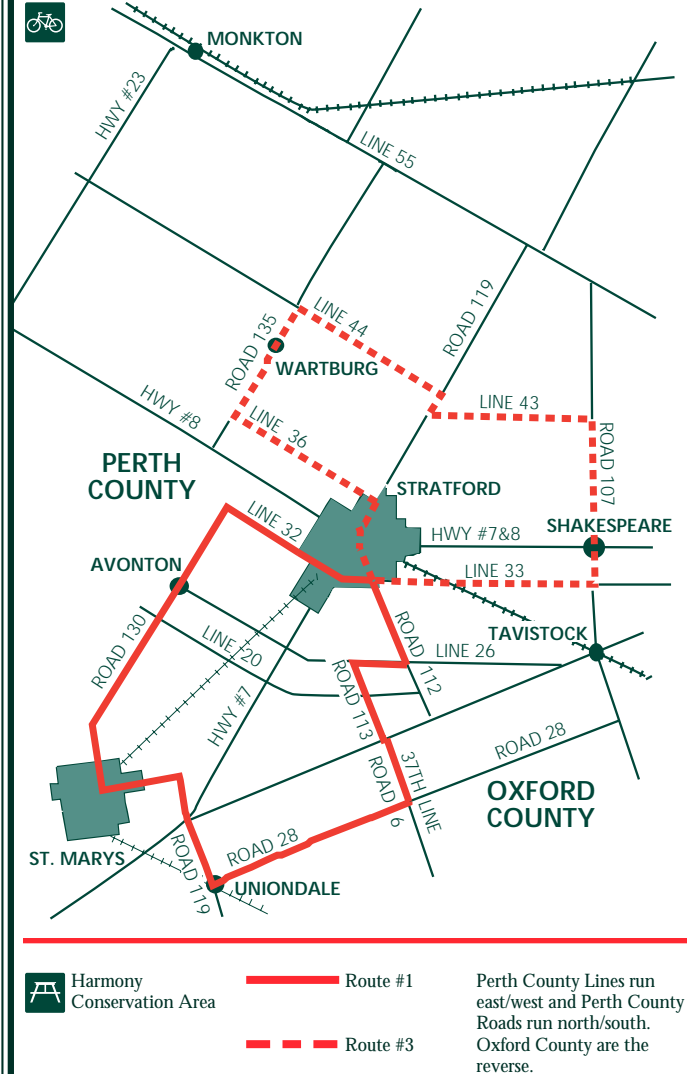 MONKTON
HWY #23
LINE 55
ROAD 119
LINE 44
ROAD 135
WARTBURG
LINE 43
HWY #8
LINE 36
ROAD 107
PERTH
COUNTY
STRATFORD
LINE 32
HWY #7&8
SHAKESPEARE
AVONTON
LINE 33
ROAD 130
LINE 20
ROAD 112
TAVISTOCK
LINE 26
HWY #7
ROAD 113
ROAD 28
ROAD 6
37TH LINE
OXFORD
COUNTY
ST. MARYS
ROAD 119
ROAD 28
UNIONDALE
Harmony
Conservation Area
Route #1
Route #3
Perth County Lines run
east/west and Perth County
Roads run north/south.
Oxford County are the
reverse.